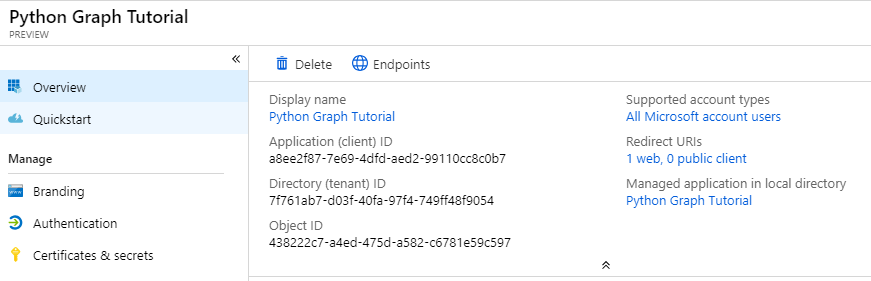 Python Graph Tutorial
PREVIEW
«
Overview
Quickstart
Manage
Branding
Authentication
Certificates & secrets
Delete Endpoints
Display name
Python Graph Tutorial
Application (client) ID
a8ee2f87-7e69-4dfd-aed2-99110cc8c0b7
Directory (tenant) ID
7f761ab7-d03f-40fa-97f4-749ff48f9054
Object ID
438222c7-a4ed-475d-a582-c6781e59c597
Supported account types
All Microsoft account users
Redirect URIs
1 web, 0 public client
Managed application in local directory
Python Graph Tutorial